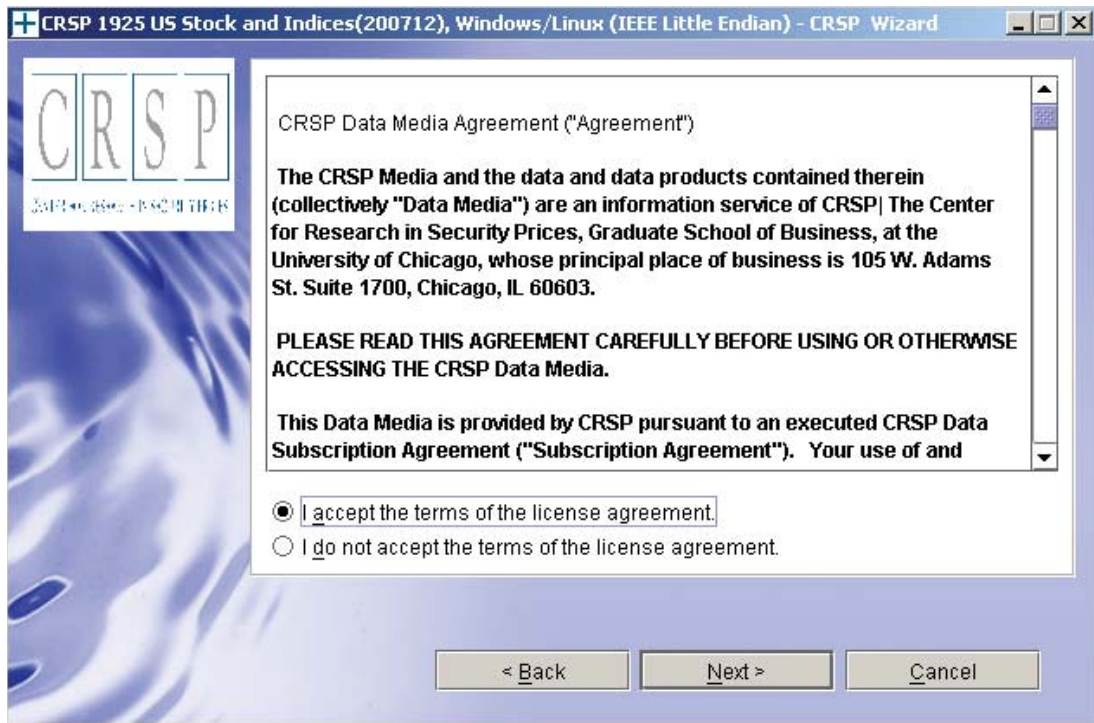 CRSP 1925 US Stock and Indices(200712), Windows/Linux (IEEE Little Endian) - CRSP Wizard
CRSP
CRSP Data Media Agreement ("Agreement")
The CRSP Media and the data and data products contained therein
(collectively "Data Media") are an information service of CRSP| The Center
for Research in Security Prices, Graduate School of Business, at the
University of Chicago, whose principal place of business is 105 W. Adams
St. Suite 1700, Chicago, IL 60603.
PLEASE READ THIS AGREEMENT CAREFULLY BEFORE USING OR OTHERWISE
ACCESSING THE CRSP Data Media.
This Data Media is provided by CRSP pursuant to an executed CRSP Data
Subscription Agreement ("Subscription Agreement"). Your use of and
I accept the terms of the license agreement.
I do not accept the terms of the license agreement.
< Back Next > Cancel